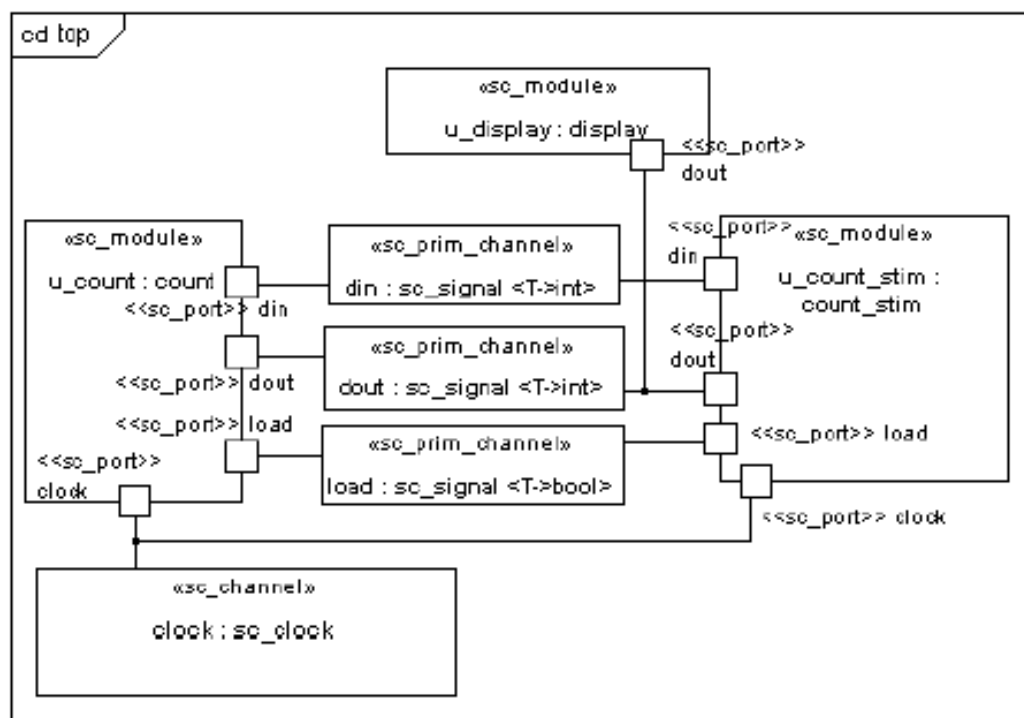 cd top
«sc_module»
u_display : display
<<sc_port>>
dout
«sc_module»
u_count : count
<<sc_port>> din
<<sc_port>> dout
<<sc_port>> load
<<sc_port>>
clock
«sc_prim_channel»
din : sc_signal <T->int>
«sc_prim_channel»
dout : sc_signal <T->int>
«sc_prim_channel»
load : sc_signal <T->bool>
<<sc_port>>
din
«sc_module»
u_count_stim :
count_stim
<<sc_port>>
dout
<<sc_port>> load
<<sc_port>> clock
«sc_channel»
clock : sc_clock